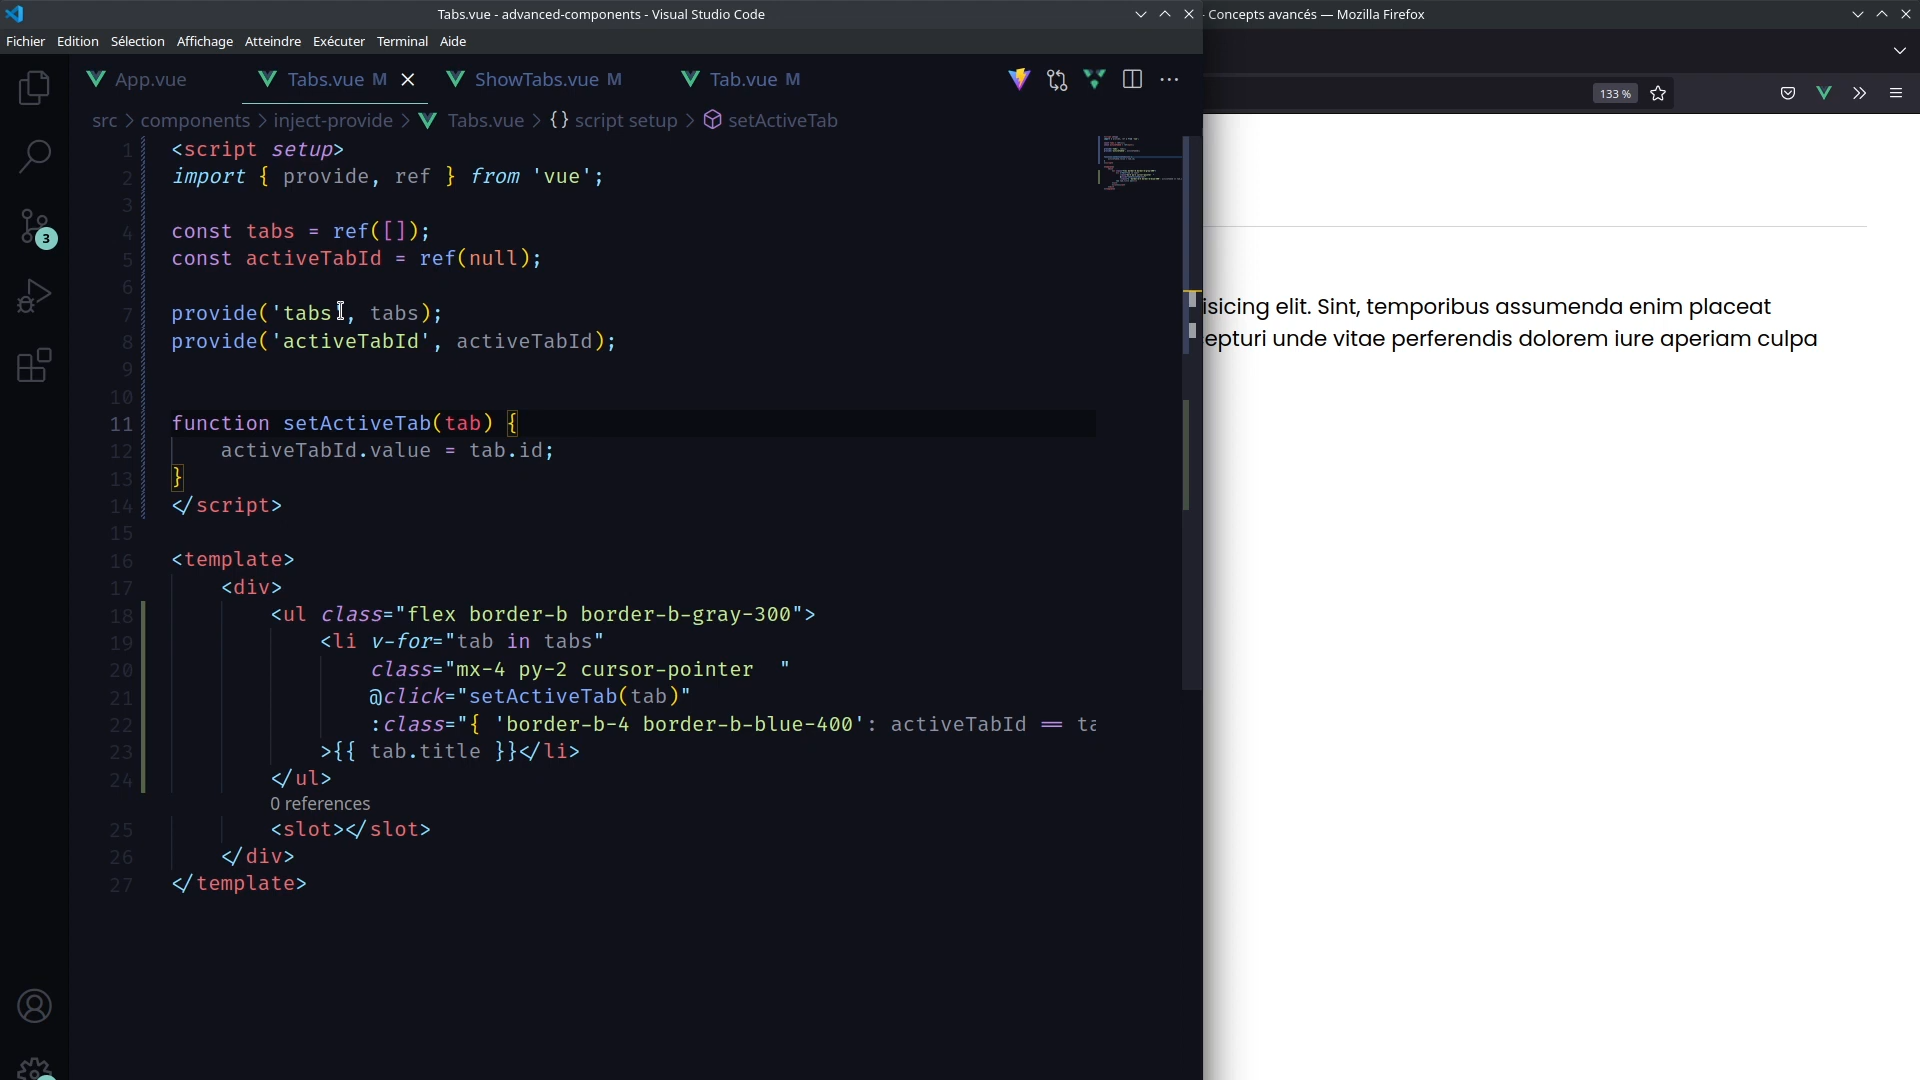 Tabs.vue - advanced-components - Visual Studio Code
Concepts avancés — Mozilla Firefox
Fichier Edition Sélection Affichage Atteindre Exécuter Terminal Aide
App.vue Tabs.vue M ShowTabs.vue M Tab.vue M
133 %
src > components > inject-provide > Tabs.vue > {} script setup > setActiveTab
1 <script setup>
2 import { provide, ref } from 'vue';
3
4 const tabs = ref([]);
5 const activeTabId = ref(null);
6
7 provide('tabs', tabs);
8 provide('activeTabId', activeTabId);
9
10
11 function setActiveTab(tab) {
12 activeTabId.value = tab.id;
13 }
14 </script>
15
16 <template>
17 <div>
18 <ul class="flex border-b border-b-gray-300">
19 <li v-for="tab in tabs"
20 class="mx-4 py-2 cursor-pointer  "
21 @click="setActiveTab(tab)"
22 :class="{ 'border-b-4 border-b-blue-400': activeTabId == ta
23 >{{ tab.title }}</li>
24 </ul>
0 references
25 <slot></slot>
26 </div>
27 </template>
3
isicing elit. Sint, temporibus assumenda enim placeat
epturi unde vitae perferendis dolorem iure aperiam culpa